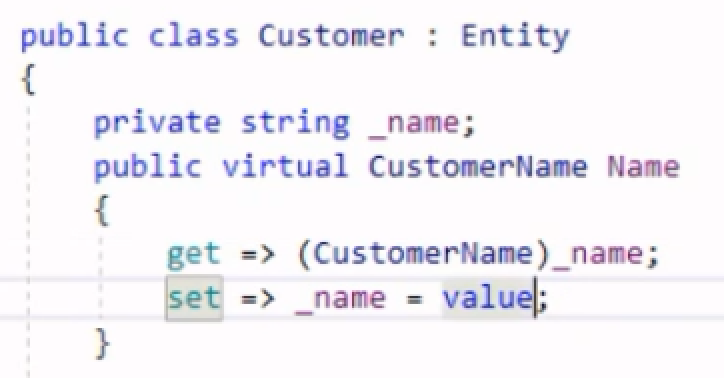 public class Customer : Entity
{
    private string _name;
    public virtual CustomerName Name
    {
        get => (CustomerName)_name;
        set => _name = value;
    }